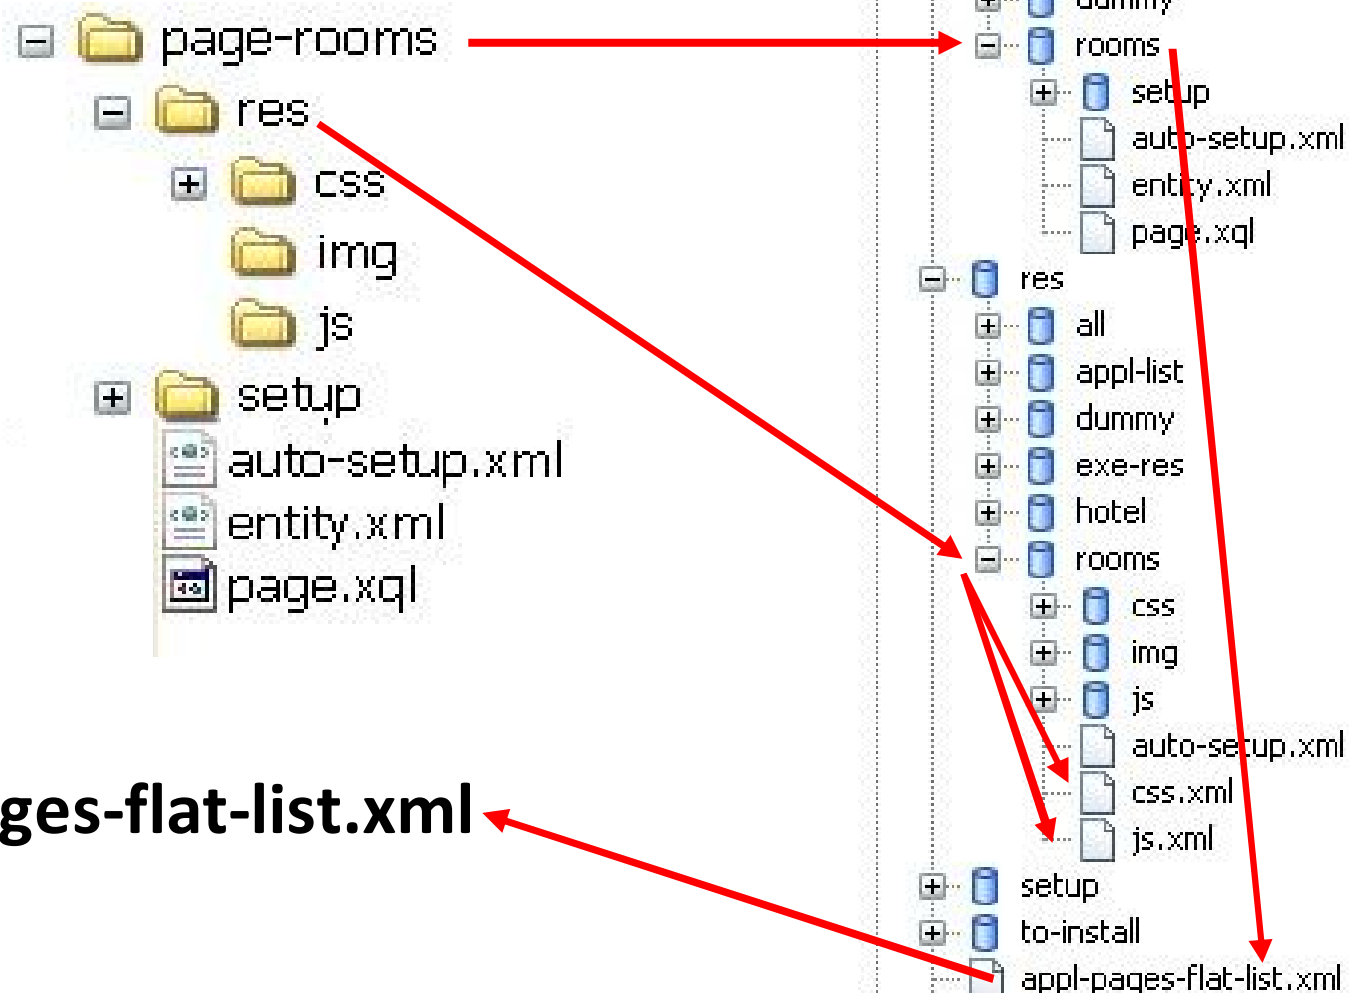 page-rooms
res
css
img
js
setup
auto-setup.xml
entity.xml
page.xql
ges-flat-list.xml
dummy
rooms
setup
auto-setup.xml
entity.xml
page.xql
res
all
appl-list
dummy
exe-res
hotel
rooms
css
img
js
auto-setup.xml
css.xml
js.xml
setup
to-install
appl-pages-flat-list.xml